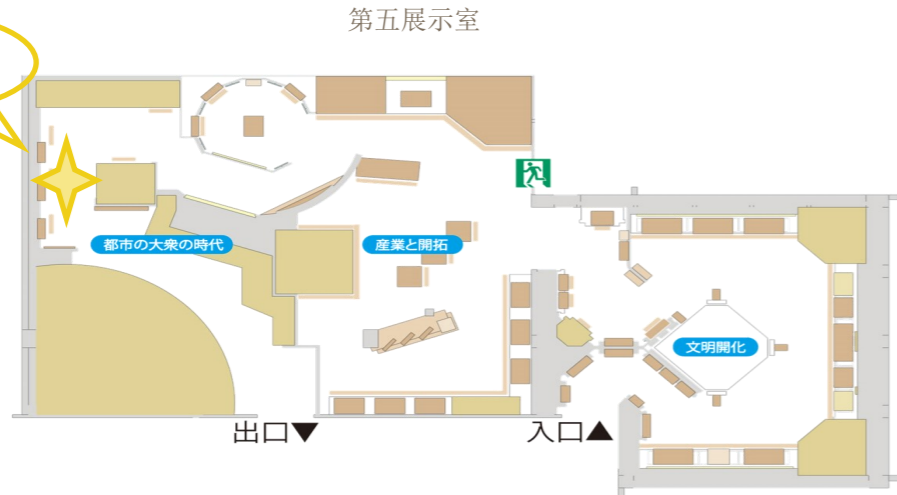 第五展示室
都市の大衆の時代
産業と開拓
文明開化
出口▼
入口▲